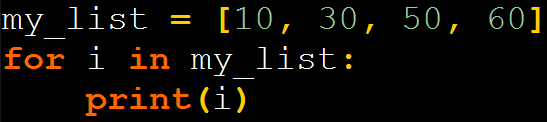 my_list = [10, 30, 50, 60]
for i in my_list:
    print(i)